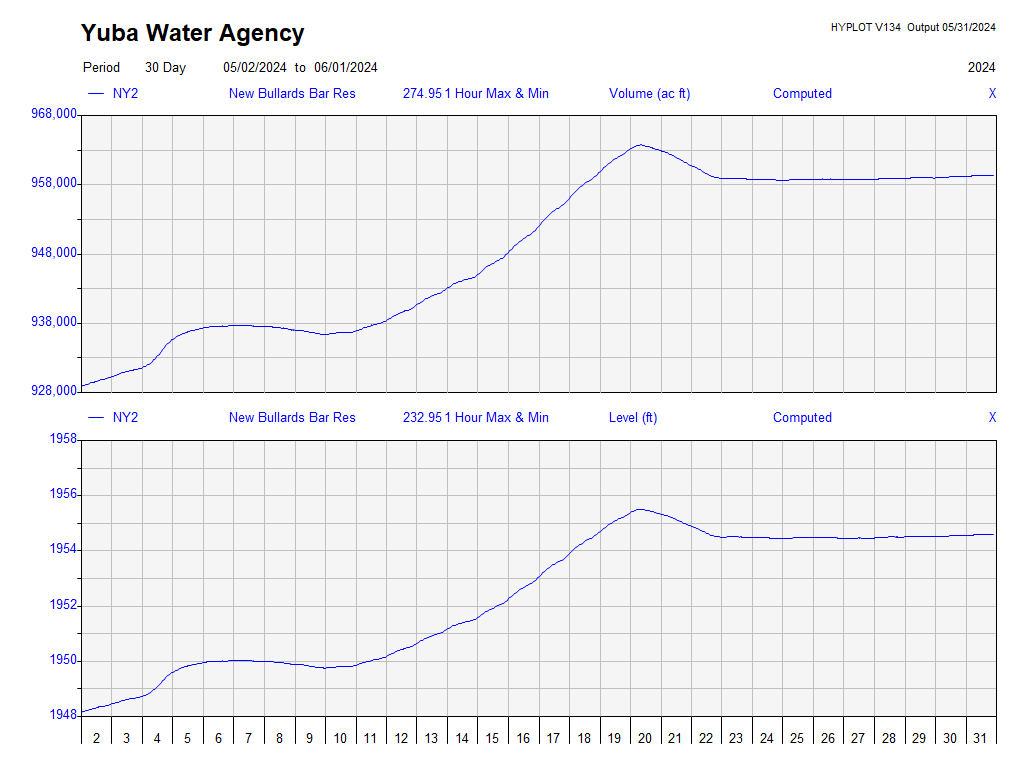 Yuba Water Agency
HYPLOT V134 Output 05/31/2024
Period 30 Day 05/02/2024 to 06/01/2024 2024
NY2 New Bullards Bar Res 274.95 1 Hour Max & Min Volume (ac ft) Computed X
968,000
958,000
948,000
938,000
928,000
NY2 New Bullards Bar Res 232.95 1 Hour Max & Min Level (ft) Computed X
1958
1956
1954
1952
1950
1948
2 3 4 5 6 7 8 9 10 11 12 13 14 15 16 17 18 19 20 21 22 23 24 25 26 27 28 29 30 31